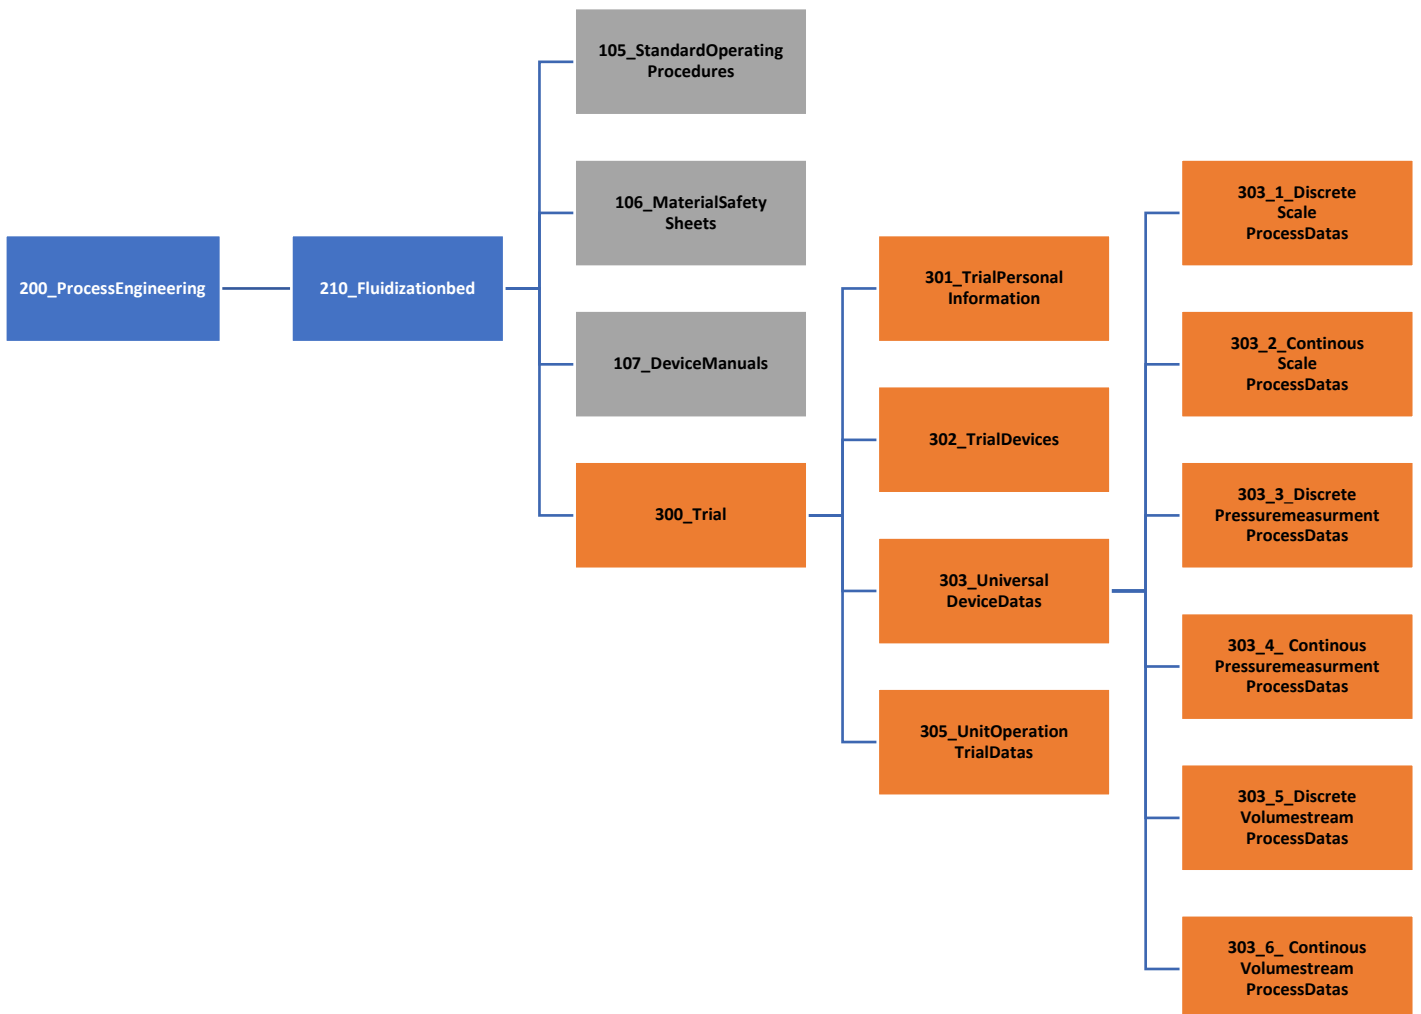 200_ProcessEngineering
210_Fluidizationbed
105_StandardOperating
Procedures
106_MaterialSafety
Sheets
107_DeviceManuals
300_Trial
301_TrialPersonal
Information
302_TrialDevices
303_Universal
DeviceDatas
305_UnitOperation
TrialDatas
303_1_Discrete
Scale
ProcessDatas
303_2_Continous
Scale
ProcessDatas
303_3_Discrete
Pressuremeasurment
ProcessDatas
303_4_ Continous
Pressuremeasurment
ProcessDatas
303_5_Discrete
Volumestream
ProcessDatas
303_6_ Continous
Volumestream
ProcessDatas